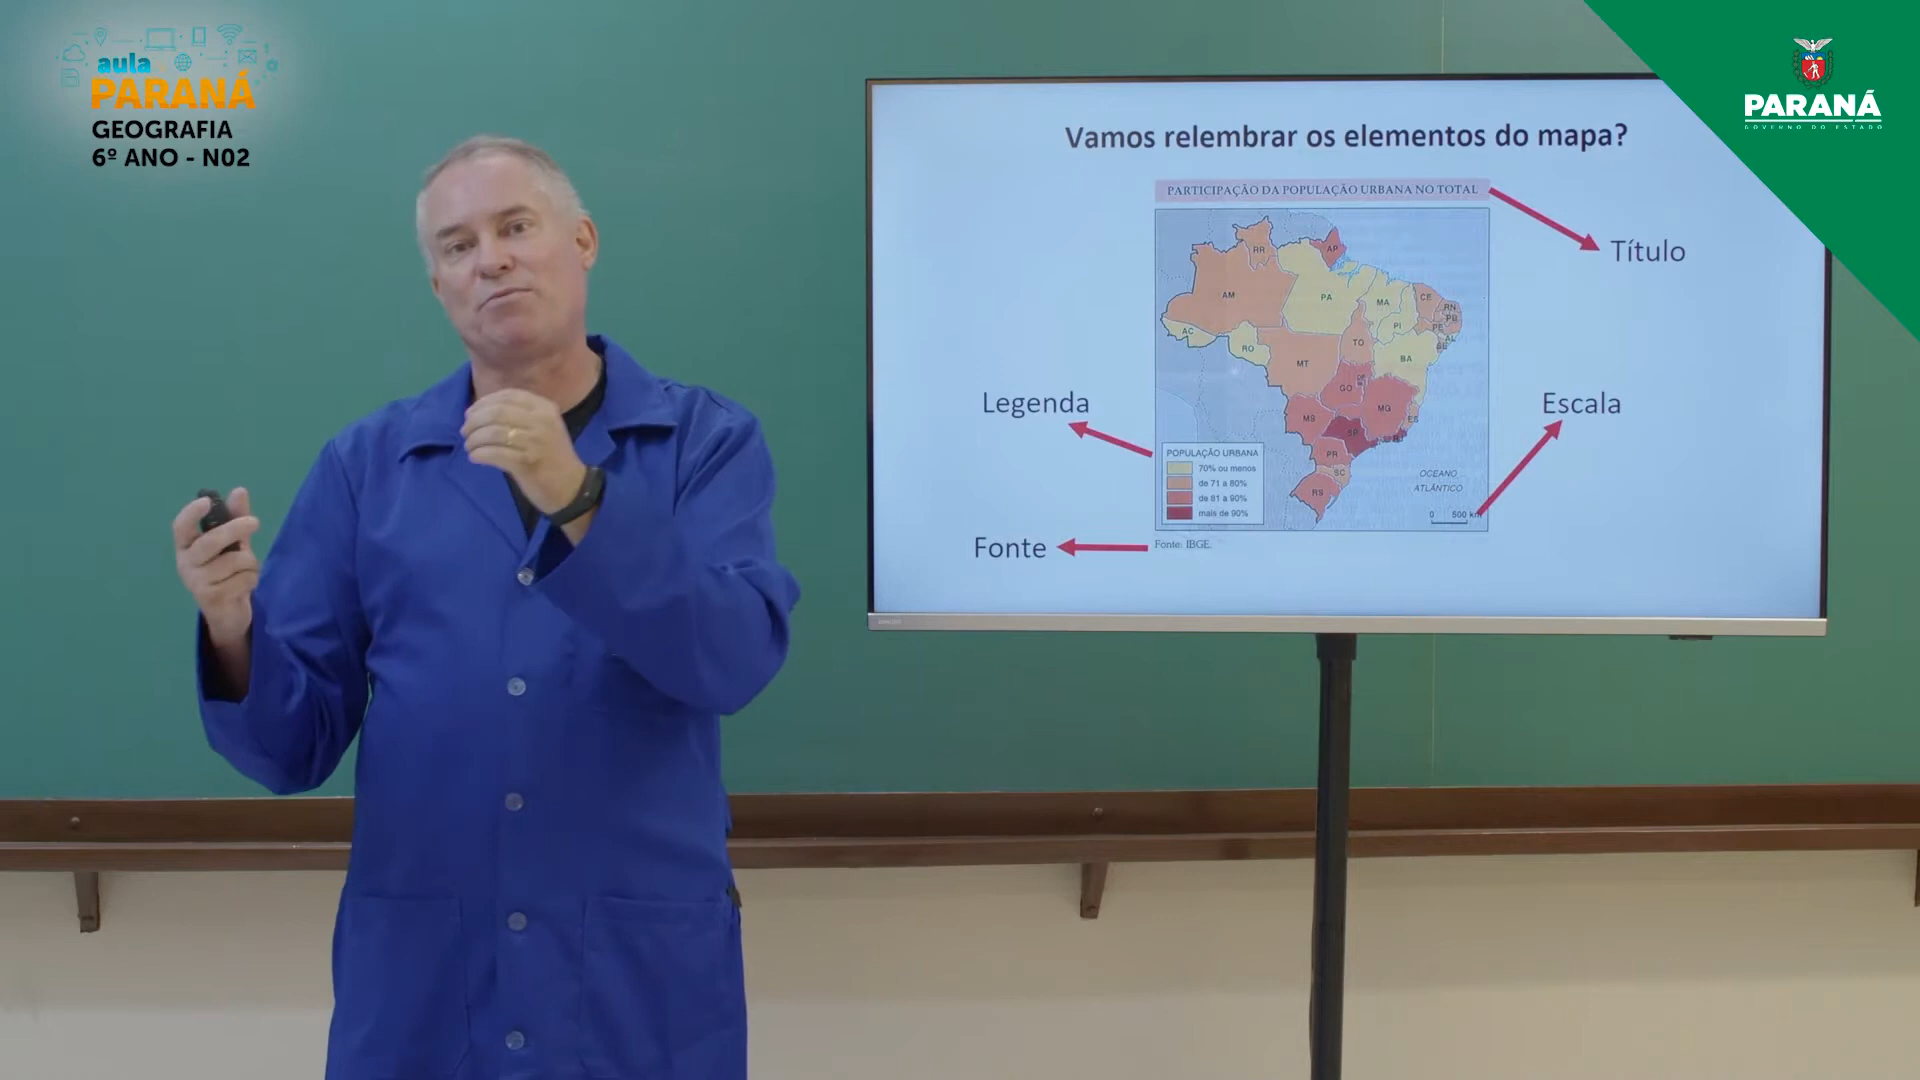 aula
PARANÁ
GEOGRAFIA
6º ANO - N02
PARANÁ
GOVERNO DO ESTADO
Vamos relembrar os elementos do mapa?
PARTICIPAÇÃO DA POPULAÇÃO URBANA NO TOTAL
Título
RR
AP
AM
PA
MA
CE
RN
PB
PE
AL
SE
PI
AC
RO
TO
BA
MT
DF
GO
MG
ES
MS
SP
RJ
PR
SC
RS
Legenda
Escala
POPULAÇÃO URBANA
70% ou menos
de 71 a 80%
de 81 a 90%
mais de 90%
OCEANO
ATLÂNTICO
0 500 km
Fonte
Fonte: IBGE.